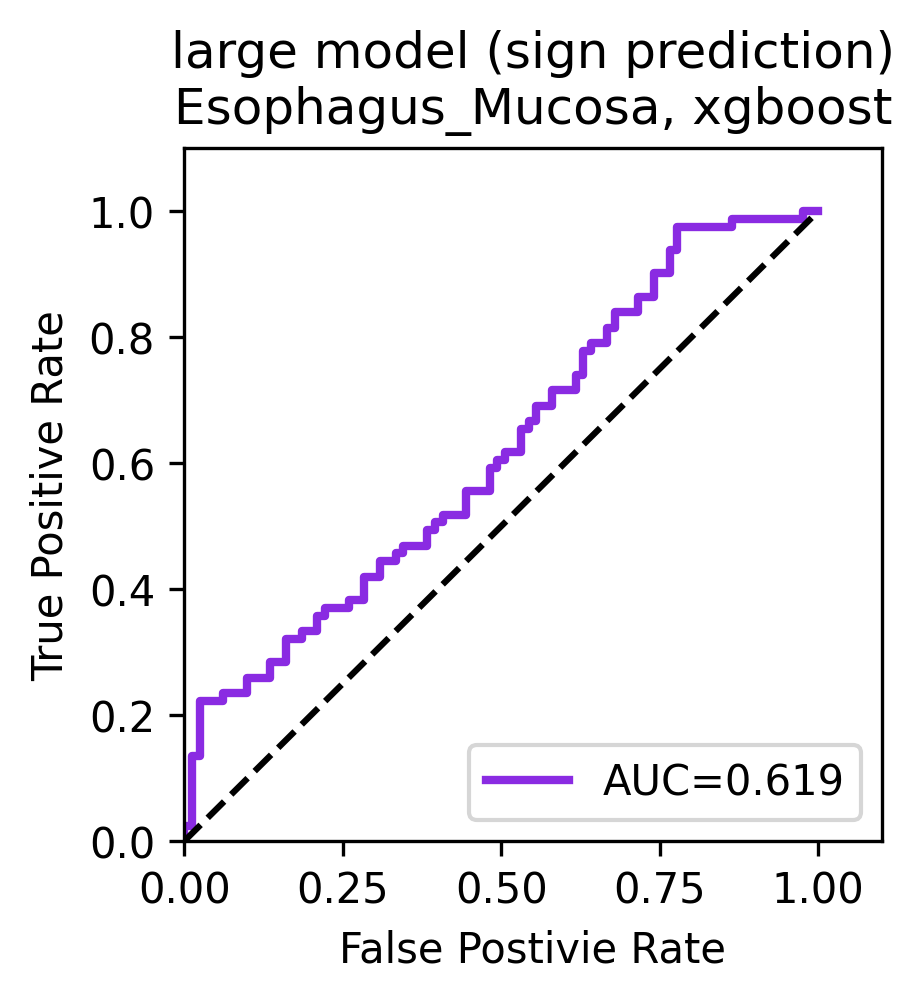 large model (sign prediction)
Esophagus_Mucosa, xgboost
True Positive Rate
1.0
0.8
0.6
0.4
0.2
0.0
AUC=0.619
0.00 0.25 0.50 0.75 1.00
False Postivie Rate